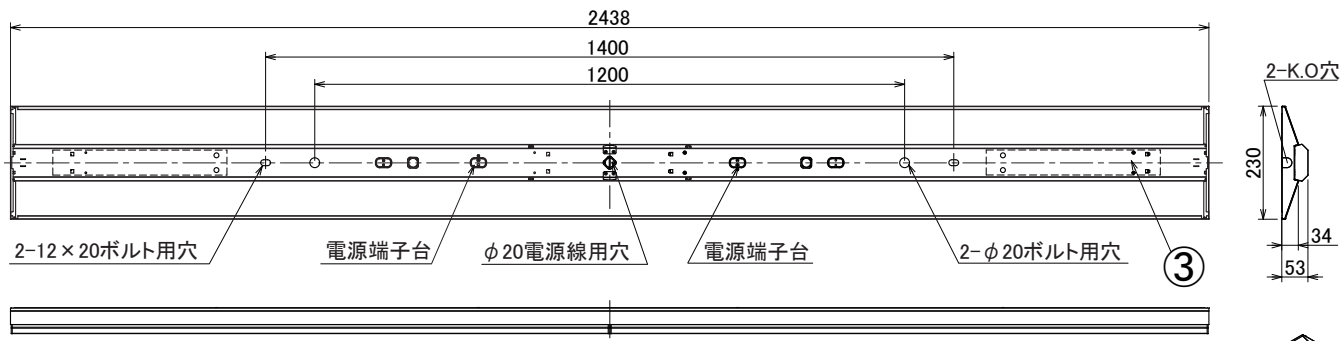 2438
1400
1200
2-K.O穴
230
34
53
2-12×20ボルト用穴
電源端子台
φ20電源線用穴
電源端子台
2-φ20ボルト用穴
③